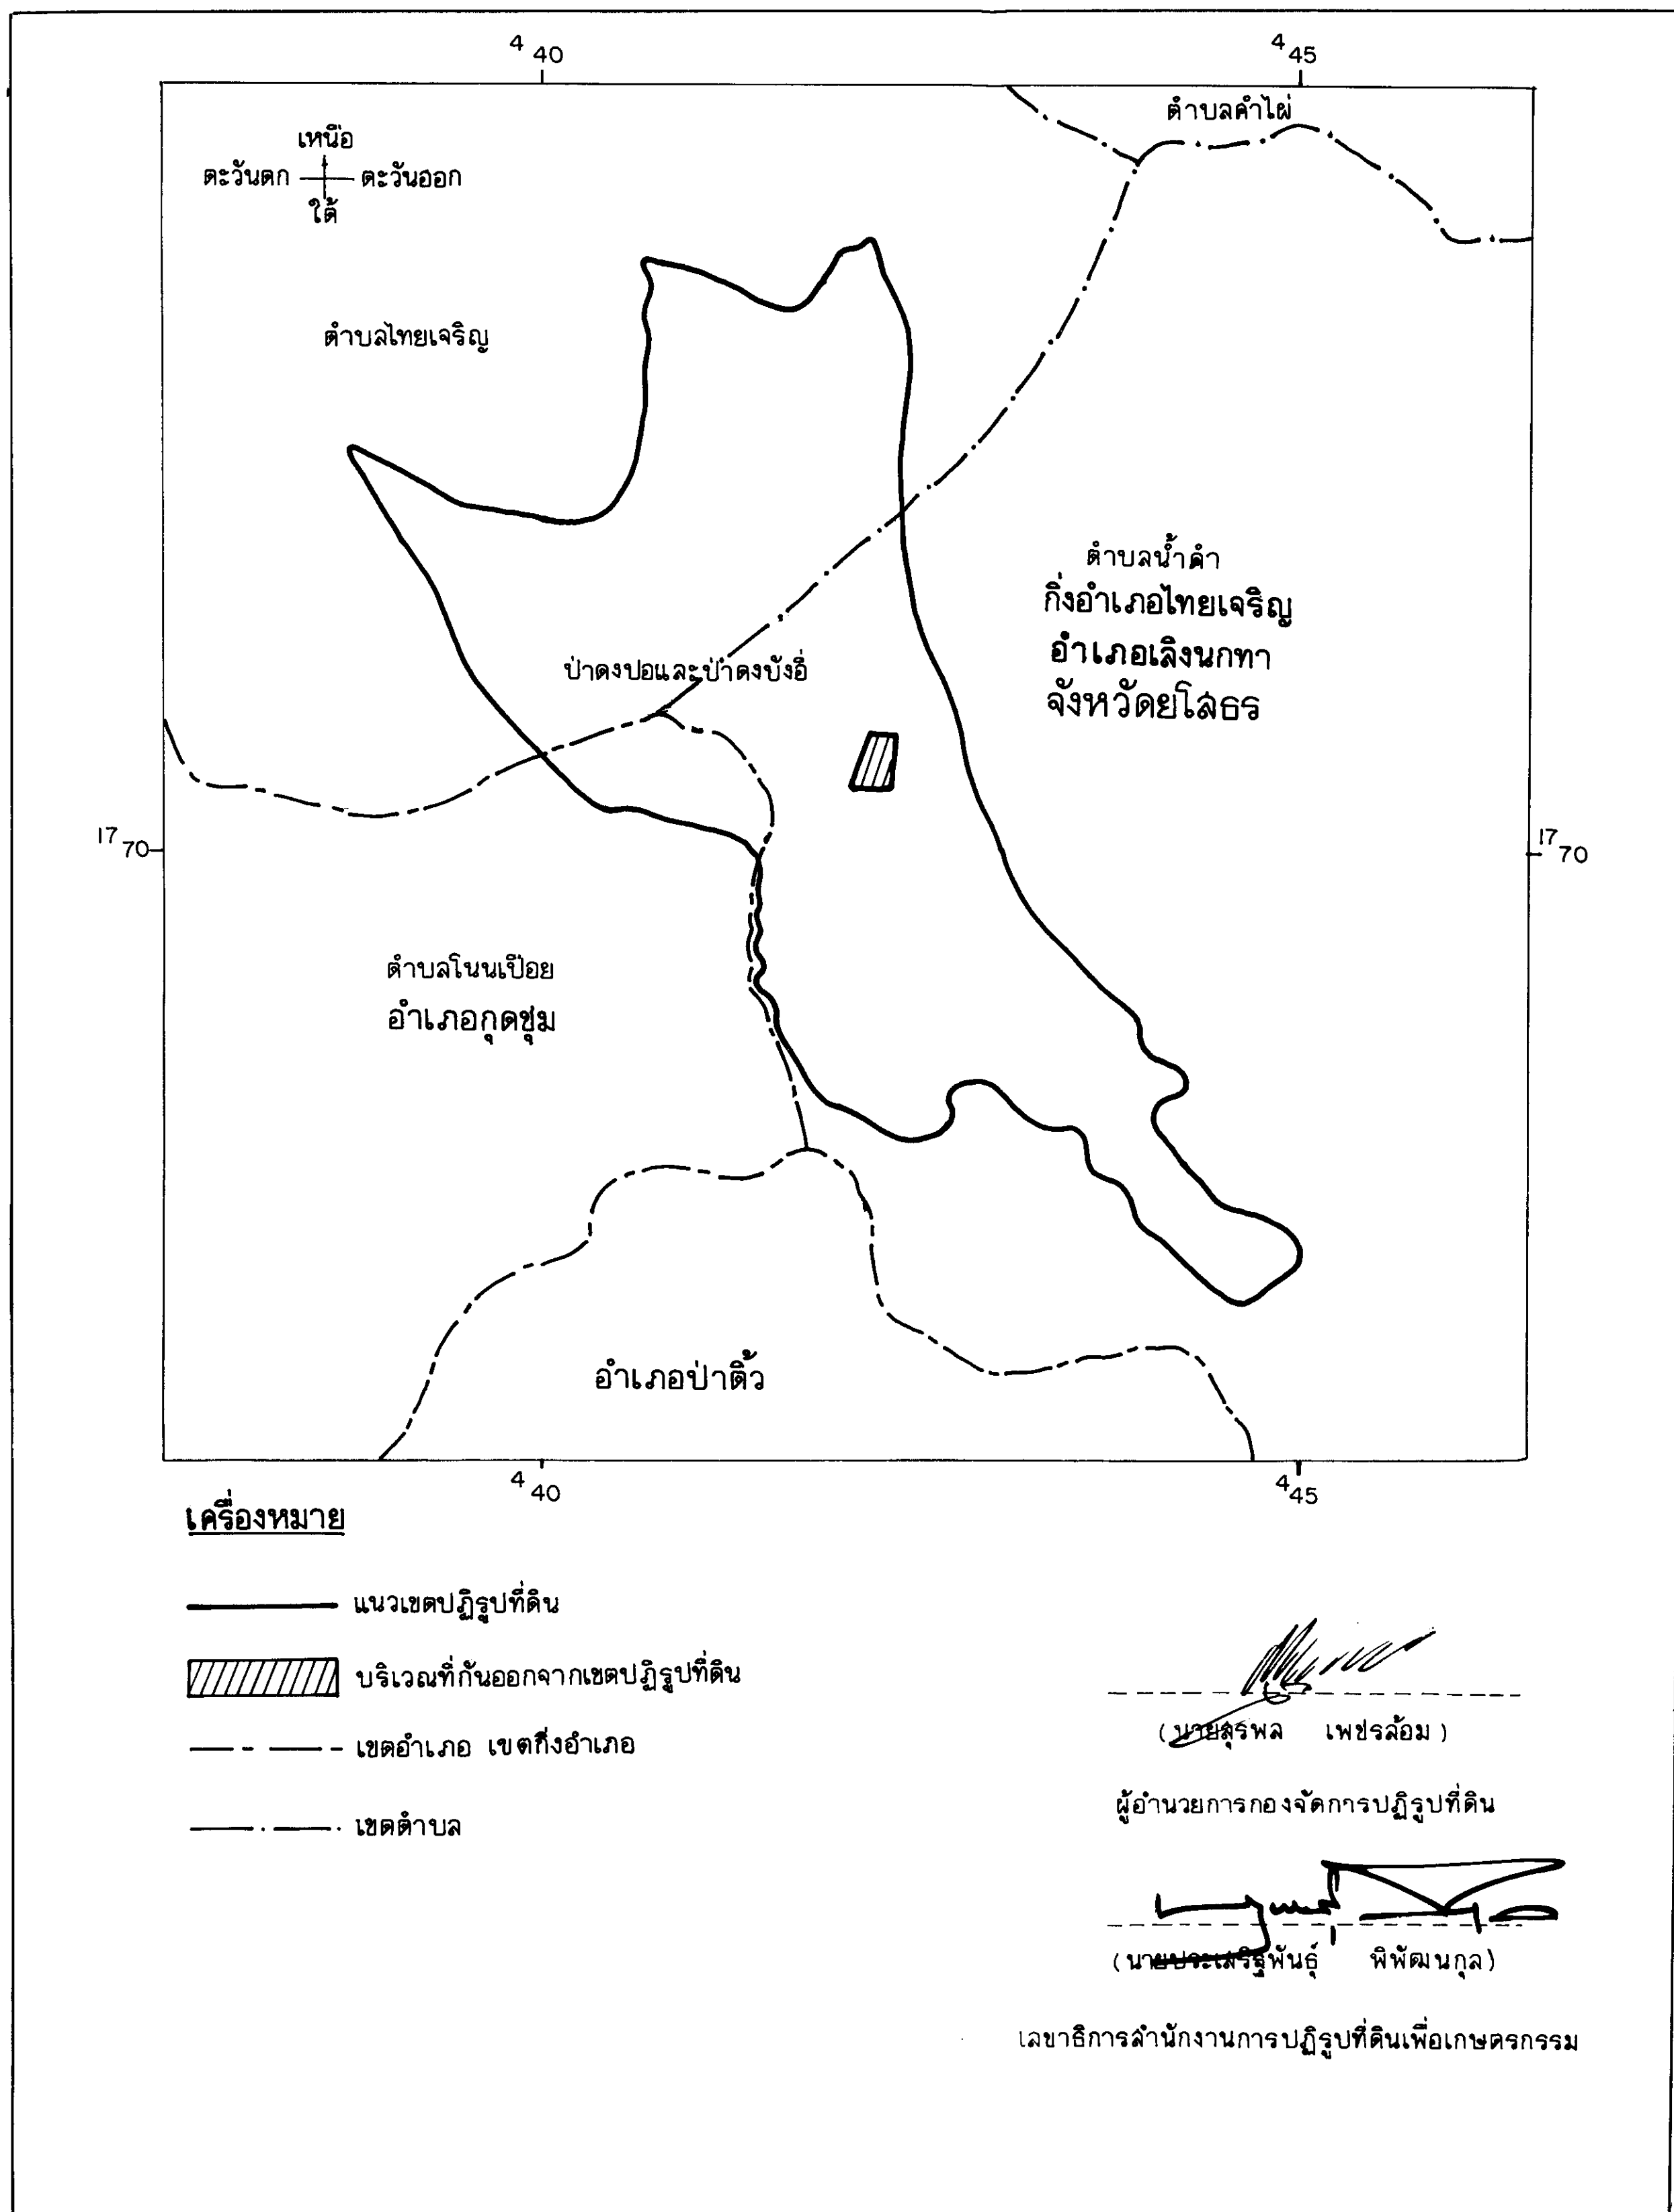 4 40
4 45
ตำบลคำไผ่
เหนือ
ตะวันตก ตะวันออก
ใต้
ตำบลไทยเจริญ
ตำบลน้ำคำ
กิ่งอำเภอไทยเจริญ
อำเภอเลิงนกทา
จังหวัดยโสธร
ป่าดงปอและป่าดงบังอี่
17 70
17 70
ตำบลโนนเปือย
อำเภอกุดชุม
อำเภอป่าติ้ว
4 40
4 45
เครื่องหมาย
แนวเขตปฏิรูปที่ดิน
บริเวณที่กันออกจากเขตปฏิรูปที่ดิน
เขตอำเภอ เขตกิ่งอำเภอ
เขตตำบล
(นายสุรพล เพชรล้อม)
ผู้อำนวยการกองจัดการปฏิรูปที่ดิน
(นายประเสริฐพันธุ์ พิพัฒนกุล)
เลขาธิการสำนักงานการปฏิรูปที่ดินเพื่อเกษตรกรรม